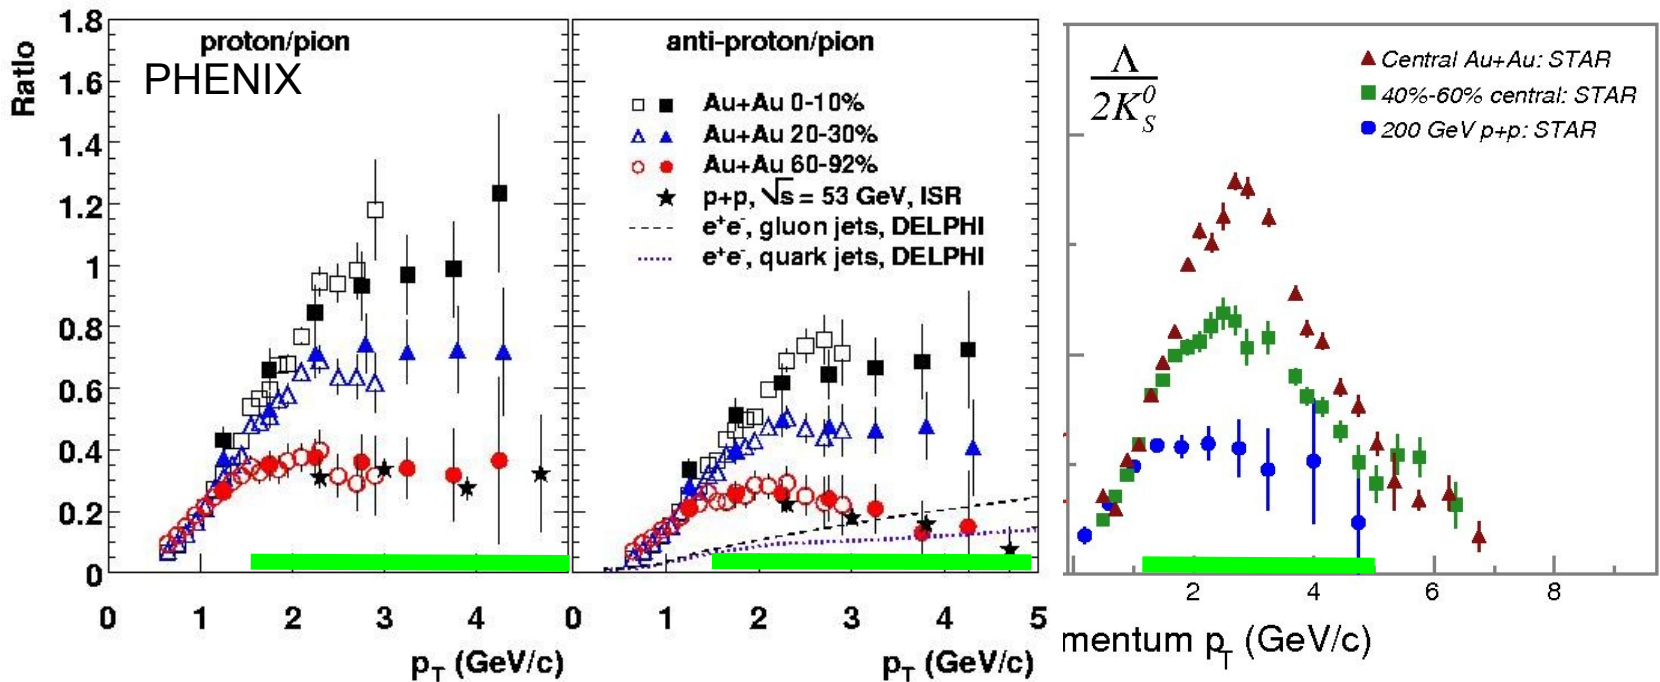 Ratio
1.8
1.6
1.4
1.2
1
0.8
0.6
0.4
0.2
0
proton/pion
PHENIX
0 1 2 3 4
p_T (GeV/c)
anti-proton/pion
Au+Au 0-10%
Au+Au 20-30%
Au+Au 60-92%
p+p, √s = 53 GeV, ISR
e⁺e⁻, gluon jets, DELPHI
e⁺e⁻, quark jets, DELPHI
0 1 2 3 4 5
p_T (GeV/c)
Λ
2K⁰_S
Central Au+Au: STAR
40%-60% central: STAR
200 GeV p+p: STAR
2 4 6 8
mentum p_T (GeV/c)